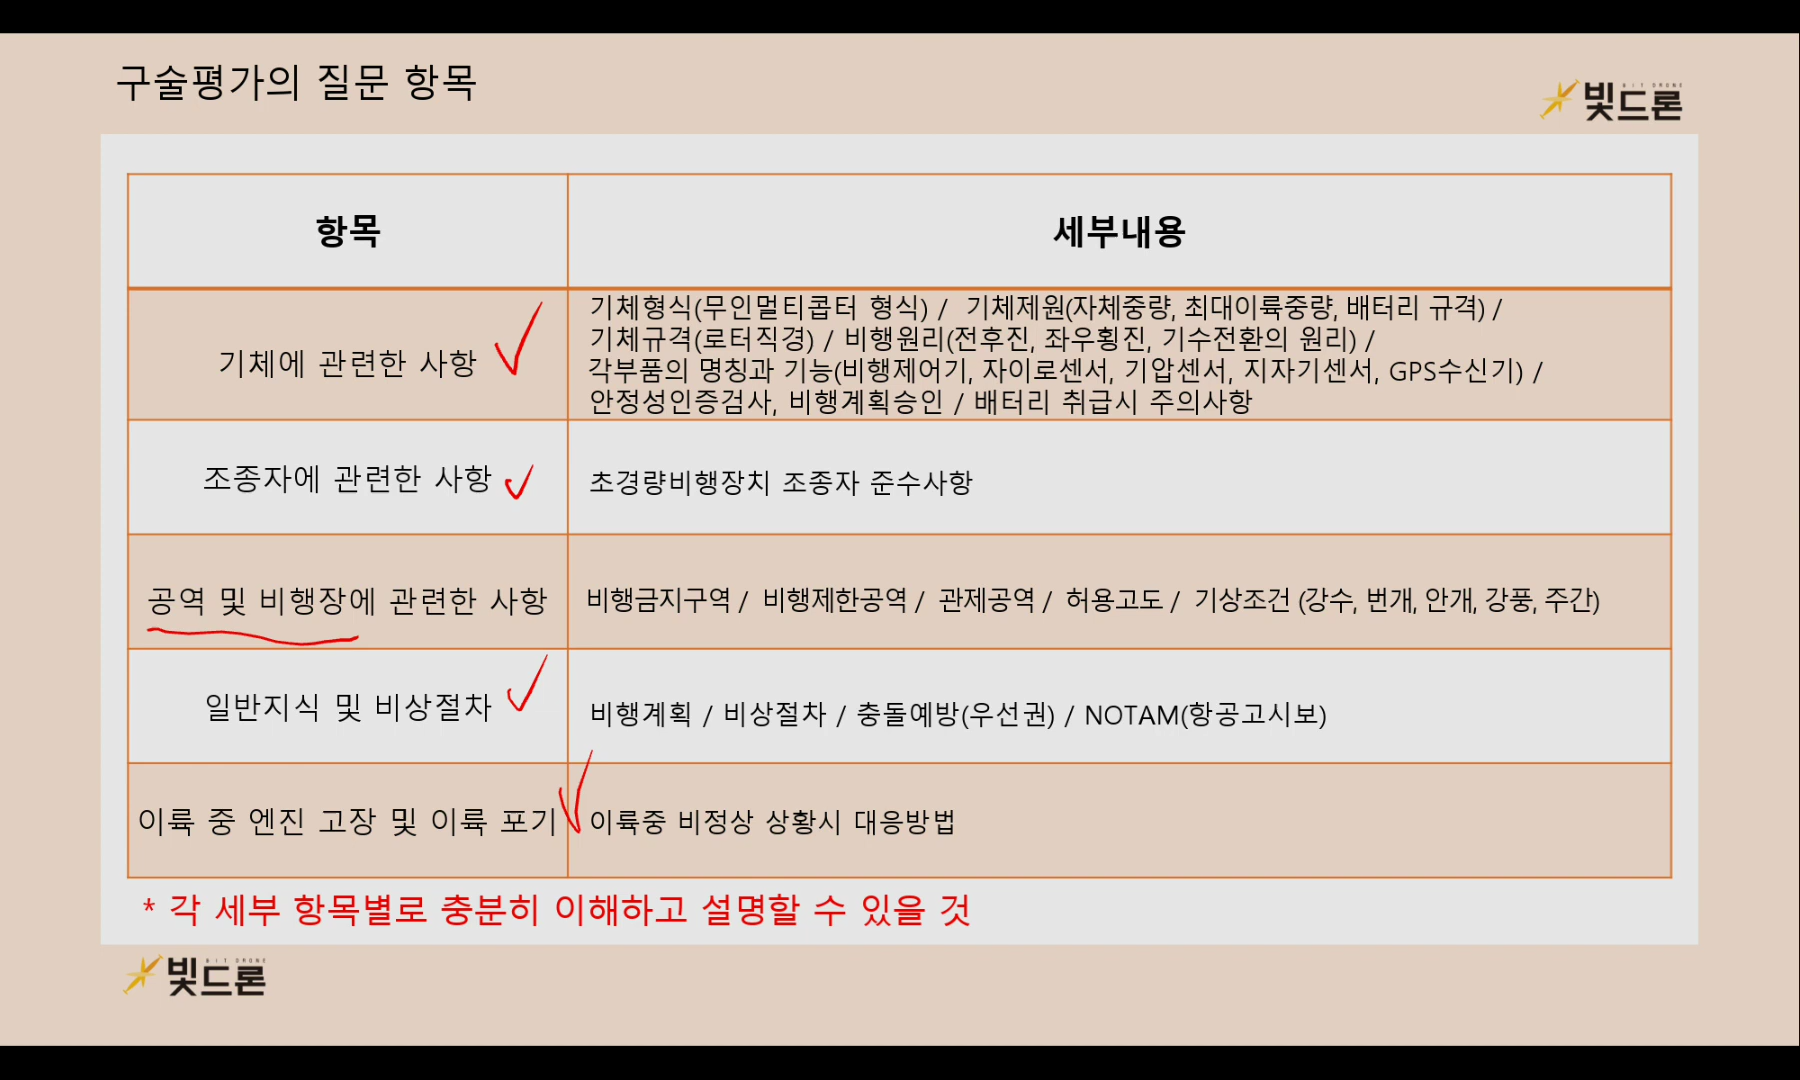 구술평가의 질문 항목
빛드론
항목
세부내용
기체에 관련한 사항
기체형식(무인멀티콥터 형식) / 기체제원(자체중량, 최대이륙중량, 배터리 규격) /
기체규격(로터직경) / 비행원리(전후진, 좌우횡진, 기수전환의 원리) /
각부품의 명칭과 기능(비행제어기, 자이로센서, 기압센서, 지자기센서, GPS수신기) /
안정성인증검사, 비행계획승인 / 배터리 취급시 주의사항
조종자에 관련한 사항
초경량비행장치 조종자 준수사항
공역 및 비행장에 관련한 사항
비행금지구역 / 비행제한공역 / 관제공역 / 허용고도 / 기상조건 (강수, 번개, 안개, 강풍, 주간)
일반지식 및 비상절차
비행계획 / 비상절차 / 충돌예방(우선권) / NOTAM(항공고시보)
이륙 중 엔진 고장 및 이륙 포기
이륙중 비정상 상황시 대응방법
* 각 세부 항목별로 충분히 이해하고 설명할 수 있을 것
빛드론